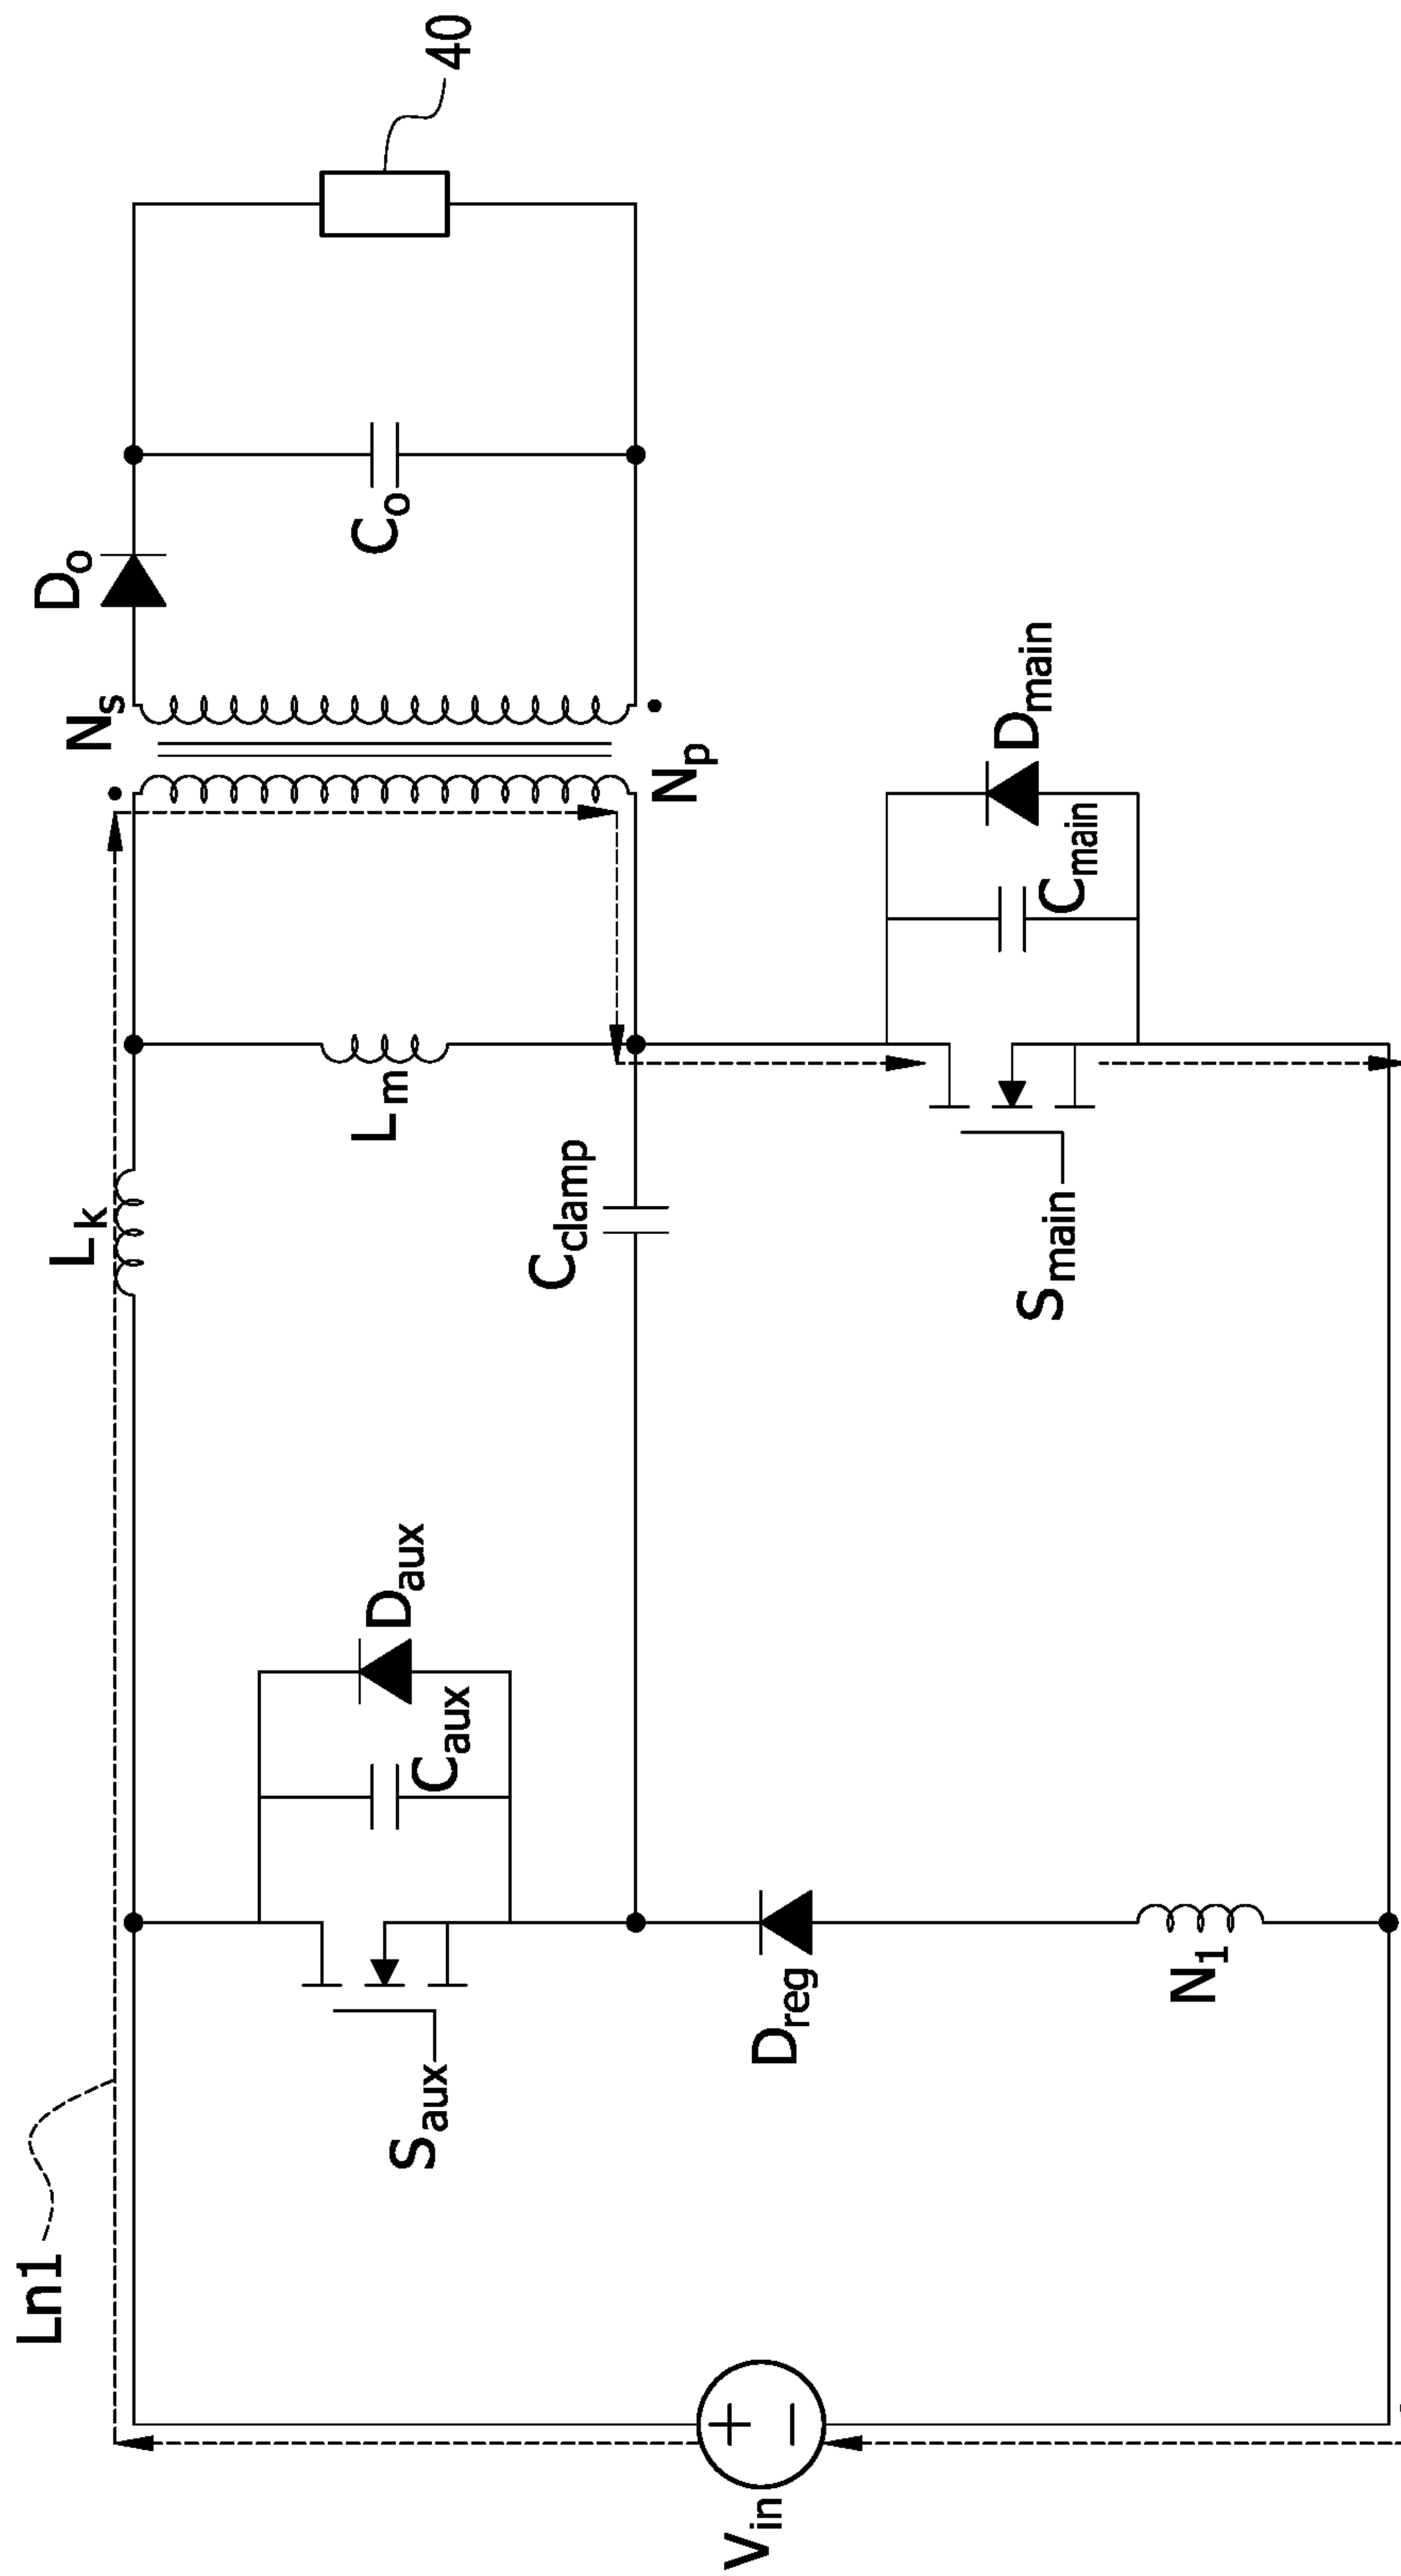 40
Do
Co
Ns
Np
Lk
Lm
Cclamp
Dmain
Cmain
Smain
Daux
Caux
Saux
Dreg
N1
Ln1
Vin
+
−